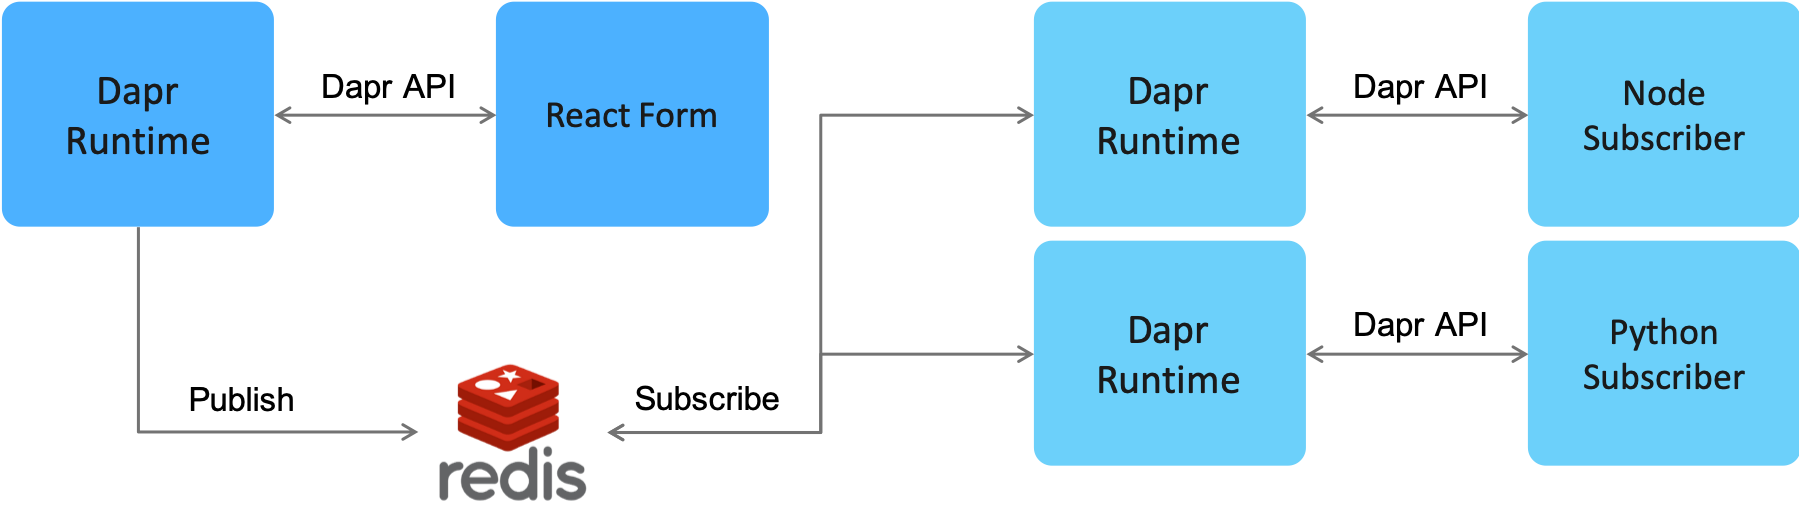 Dapr
Runtime
Dapr API
React Form
Dapr
Runtime
Dapr API
Node
Subscriber
Dapr
Runtime
Dapr API
Python
Subscriber
Publish
redis
Subscribe